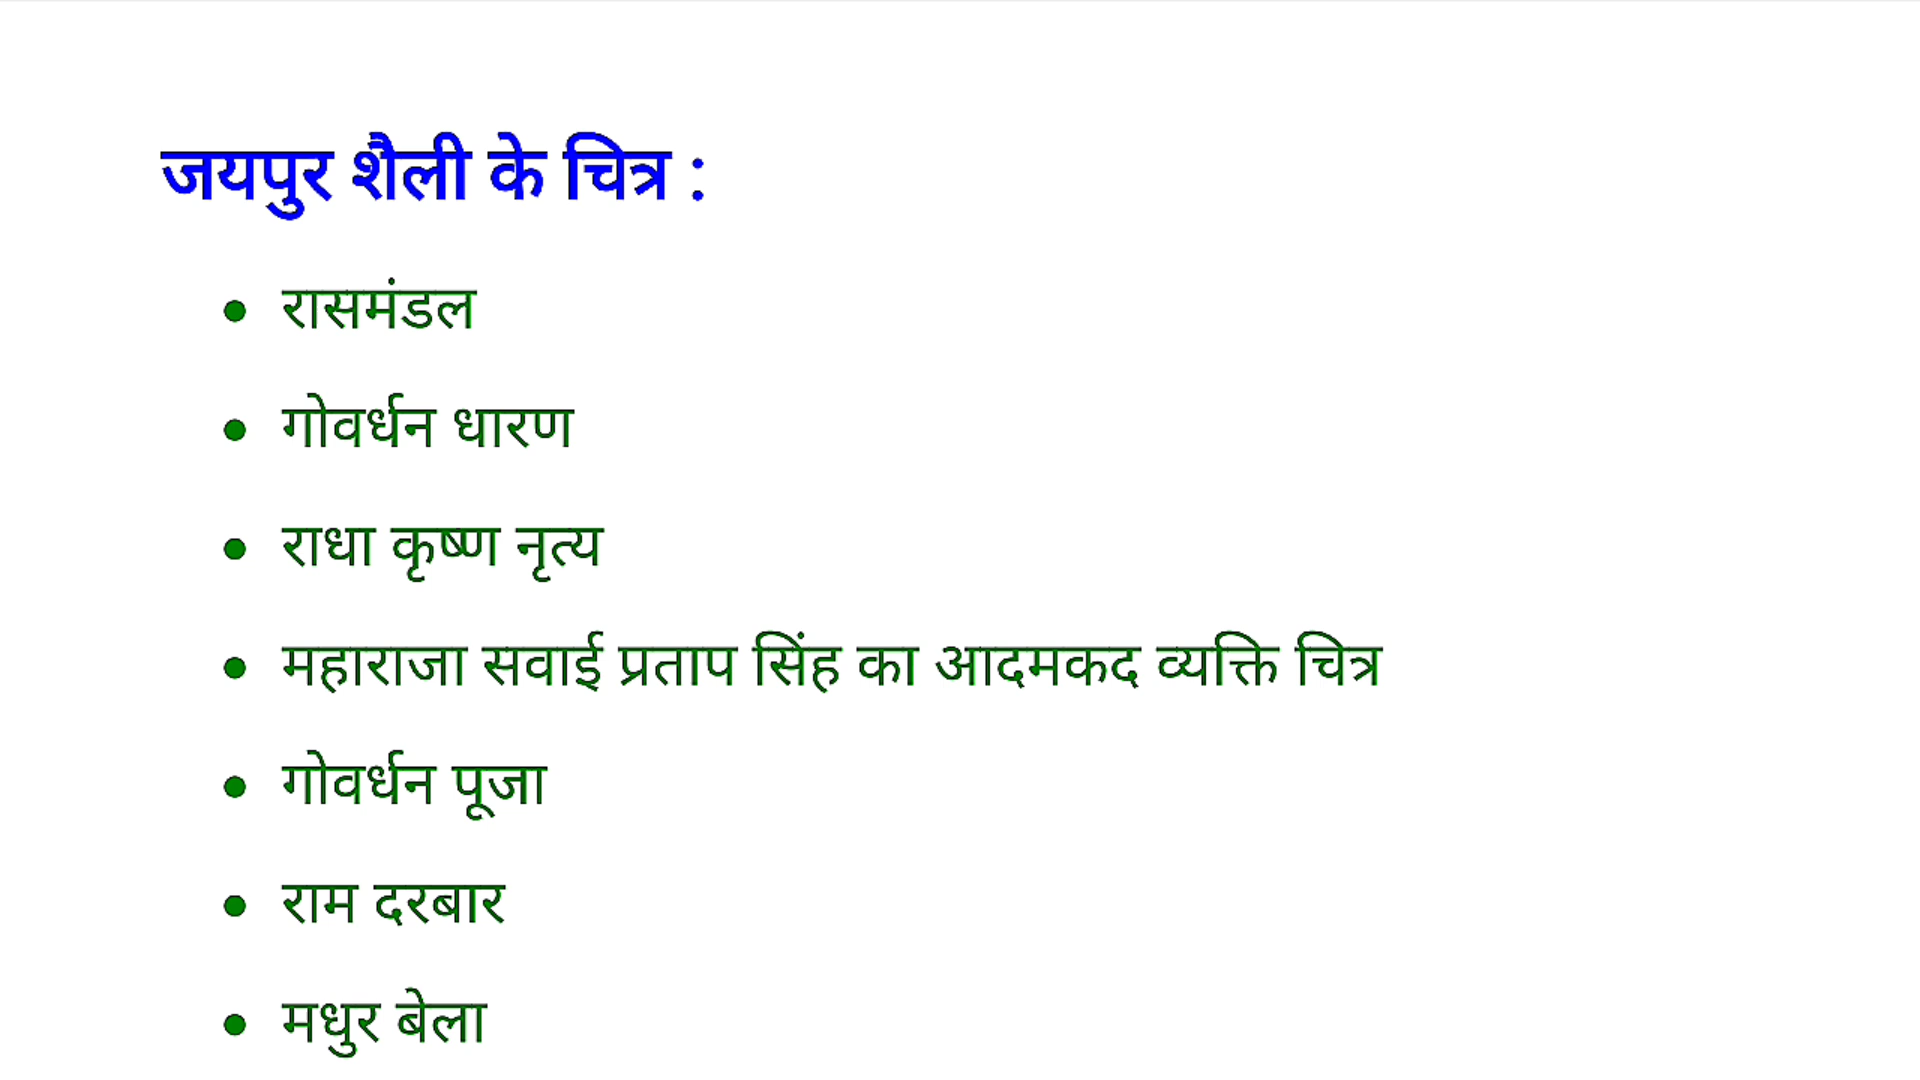 जयपुर शैली के चित्र :
• रासमंडल
• गोवर्धन धारण
• राधा कृष्ण नृत्य
• महाराजा सवाई प्रताप सिंह का आदमकद व्यक्ति चित्र
• गोवर्धन पूजा
• राम दरबार
• मधुर बेला